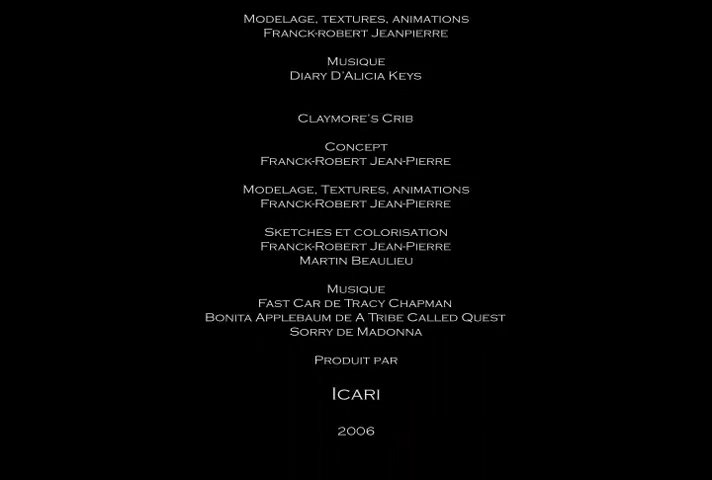 Modelage, textures, animations
Franck-robert Jeanpierre
Musique
Diary D'Alicia Keys
Claymore's Crib
Concept
Franck-Robert Jean-Pierre
Modelage, Textures, animations
Franck-Robert Jean-Pierre
Sketches et colorisation
Franck-Robert Jean-Pierre
Martin Beaulieu
Musique
Fast Car de Tracy Chapman
Bonita Applebaum de A Tribe Called Quest
Sorry de Madonna
Produit par
Icari
2006